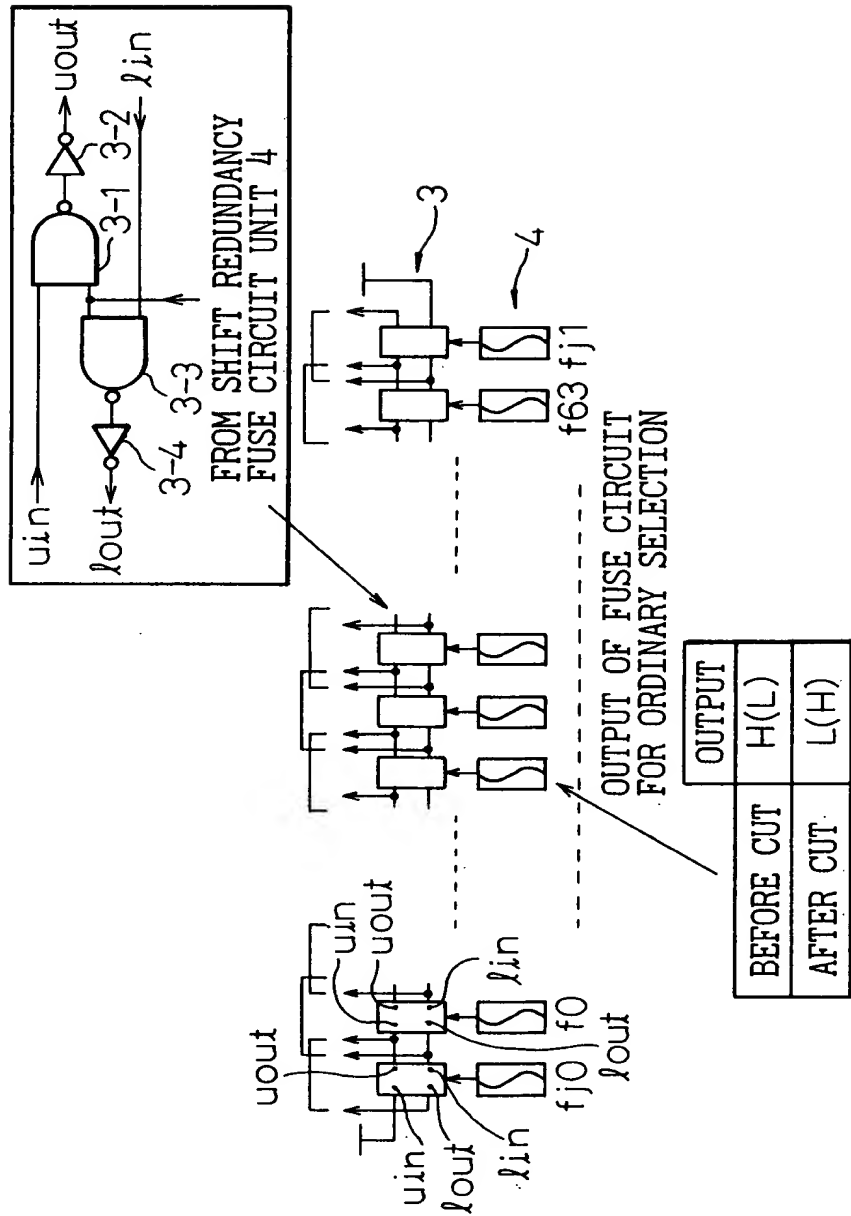 uin
uout
lin
lout
3-1
3-2
3-3
3-4
FROM SHIFT REDUNDANCY
FUSE CIRCUIT UNIT 4
3
4
uout
uin
uout
lin
uin
lout
lin
lout
fj0
f0
f63
fj1
OUTPUT OF FUSE CIRCUIT
FOR ORDINARY SELECTION
OUTPUT
BEFORE CUT H(L)
AFTER CUT L(H)